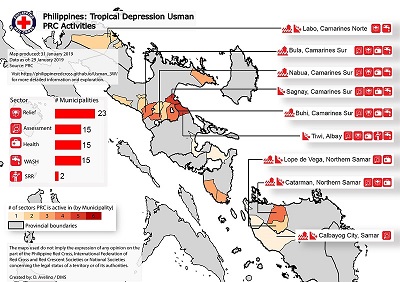 Philippines: Tropical Depression Usman
PRC Activities
Map produced: 31 January 2019
Data as of: 29 January 2019
Source: PRC
Visit https://philippineredcross.github.io/Usman_3W/
for more detailed information and exploration.
Sector # Municipalities
Relief 23
Assessment 15
Health 15
WASH 15
SRR 2
# of sectors PRC is active in (by Municipality)
1 2 3 4 5 6
Provincial boundaries
The maps used do not imply the expression of any opinion on the
part of the Philippine Red Cross, International Federation of
Red Cross and Red Crescent Societies or National Societies
concerning the legal status of a territory or of its authorities.
Created by: D. Avelino / DMS
Labo, Camarines Norte
Bula, Camarines Sur
Nabua, Camarines Sur
Sagnay, Camarines Sur
Buhi, Camarines Sur
Tiwi, Albay
Lope de Vega, Northern Samar
Catarman, Northern Samar
Calbayog City, Samar